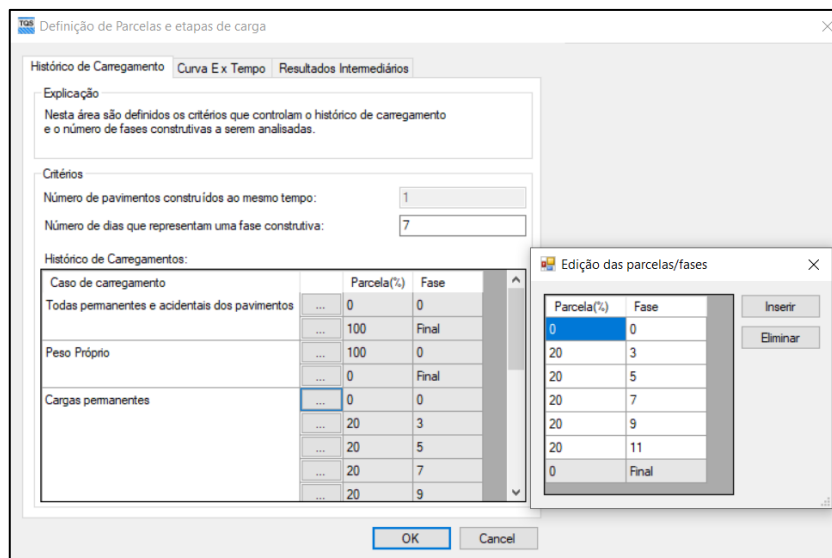 TQS Definição de Parcelas e etapas de carga
Histórico de Carregamento Curva E x Tempo Resultados Intermediários
Explicação
Nesta área são definidos os critérios que controlam o histórico de carregamento
e o número de fases construtivas a serem analisadas.
Critérios
Número de pavimentos construídos ao mesmo tempo: 1
Número de dias que representam uma fase construtiva: 7
Histórico de Carregamentos:
Caso de carregamento Parcela(%) Fase
Todas permanentes e acidentais dos pavimentos ... 0 0
... 100 Final
Peso Próprio ... 100 0
... 0 Final
Cargas permanentes ... 0 0
... 20 3
... 20 5
... 20 7
... 20 9
OK Cancel
Edição das parcelas/fases
Parcela(%) Fase Inserir
0 0
Eliminar
20 3
20 5
20 7
20 9
20 11
0 Final